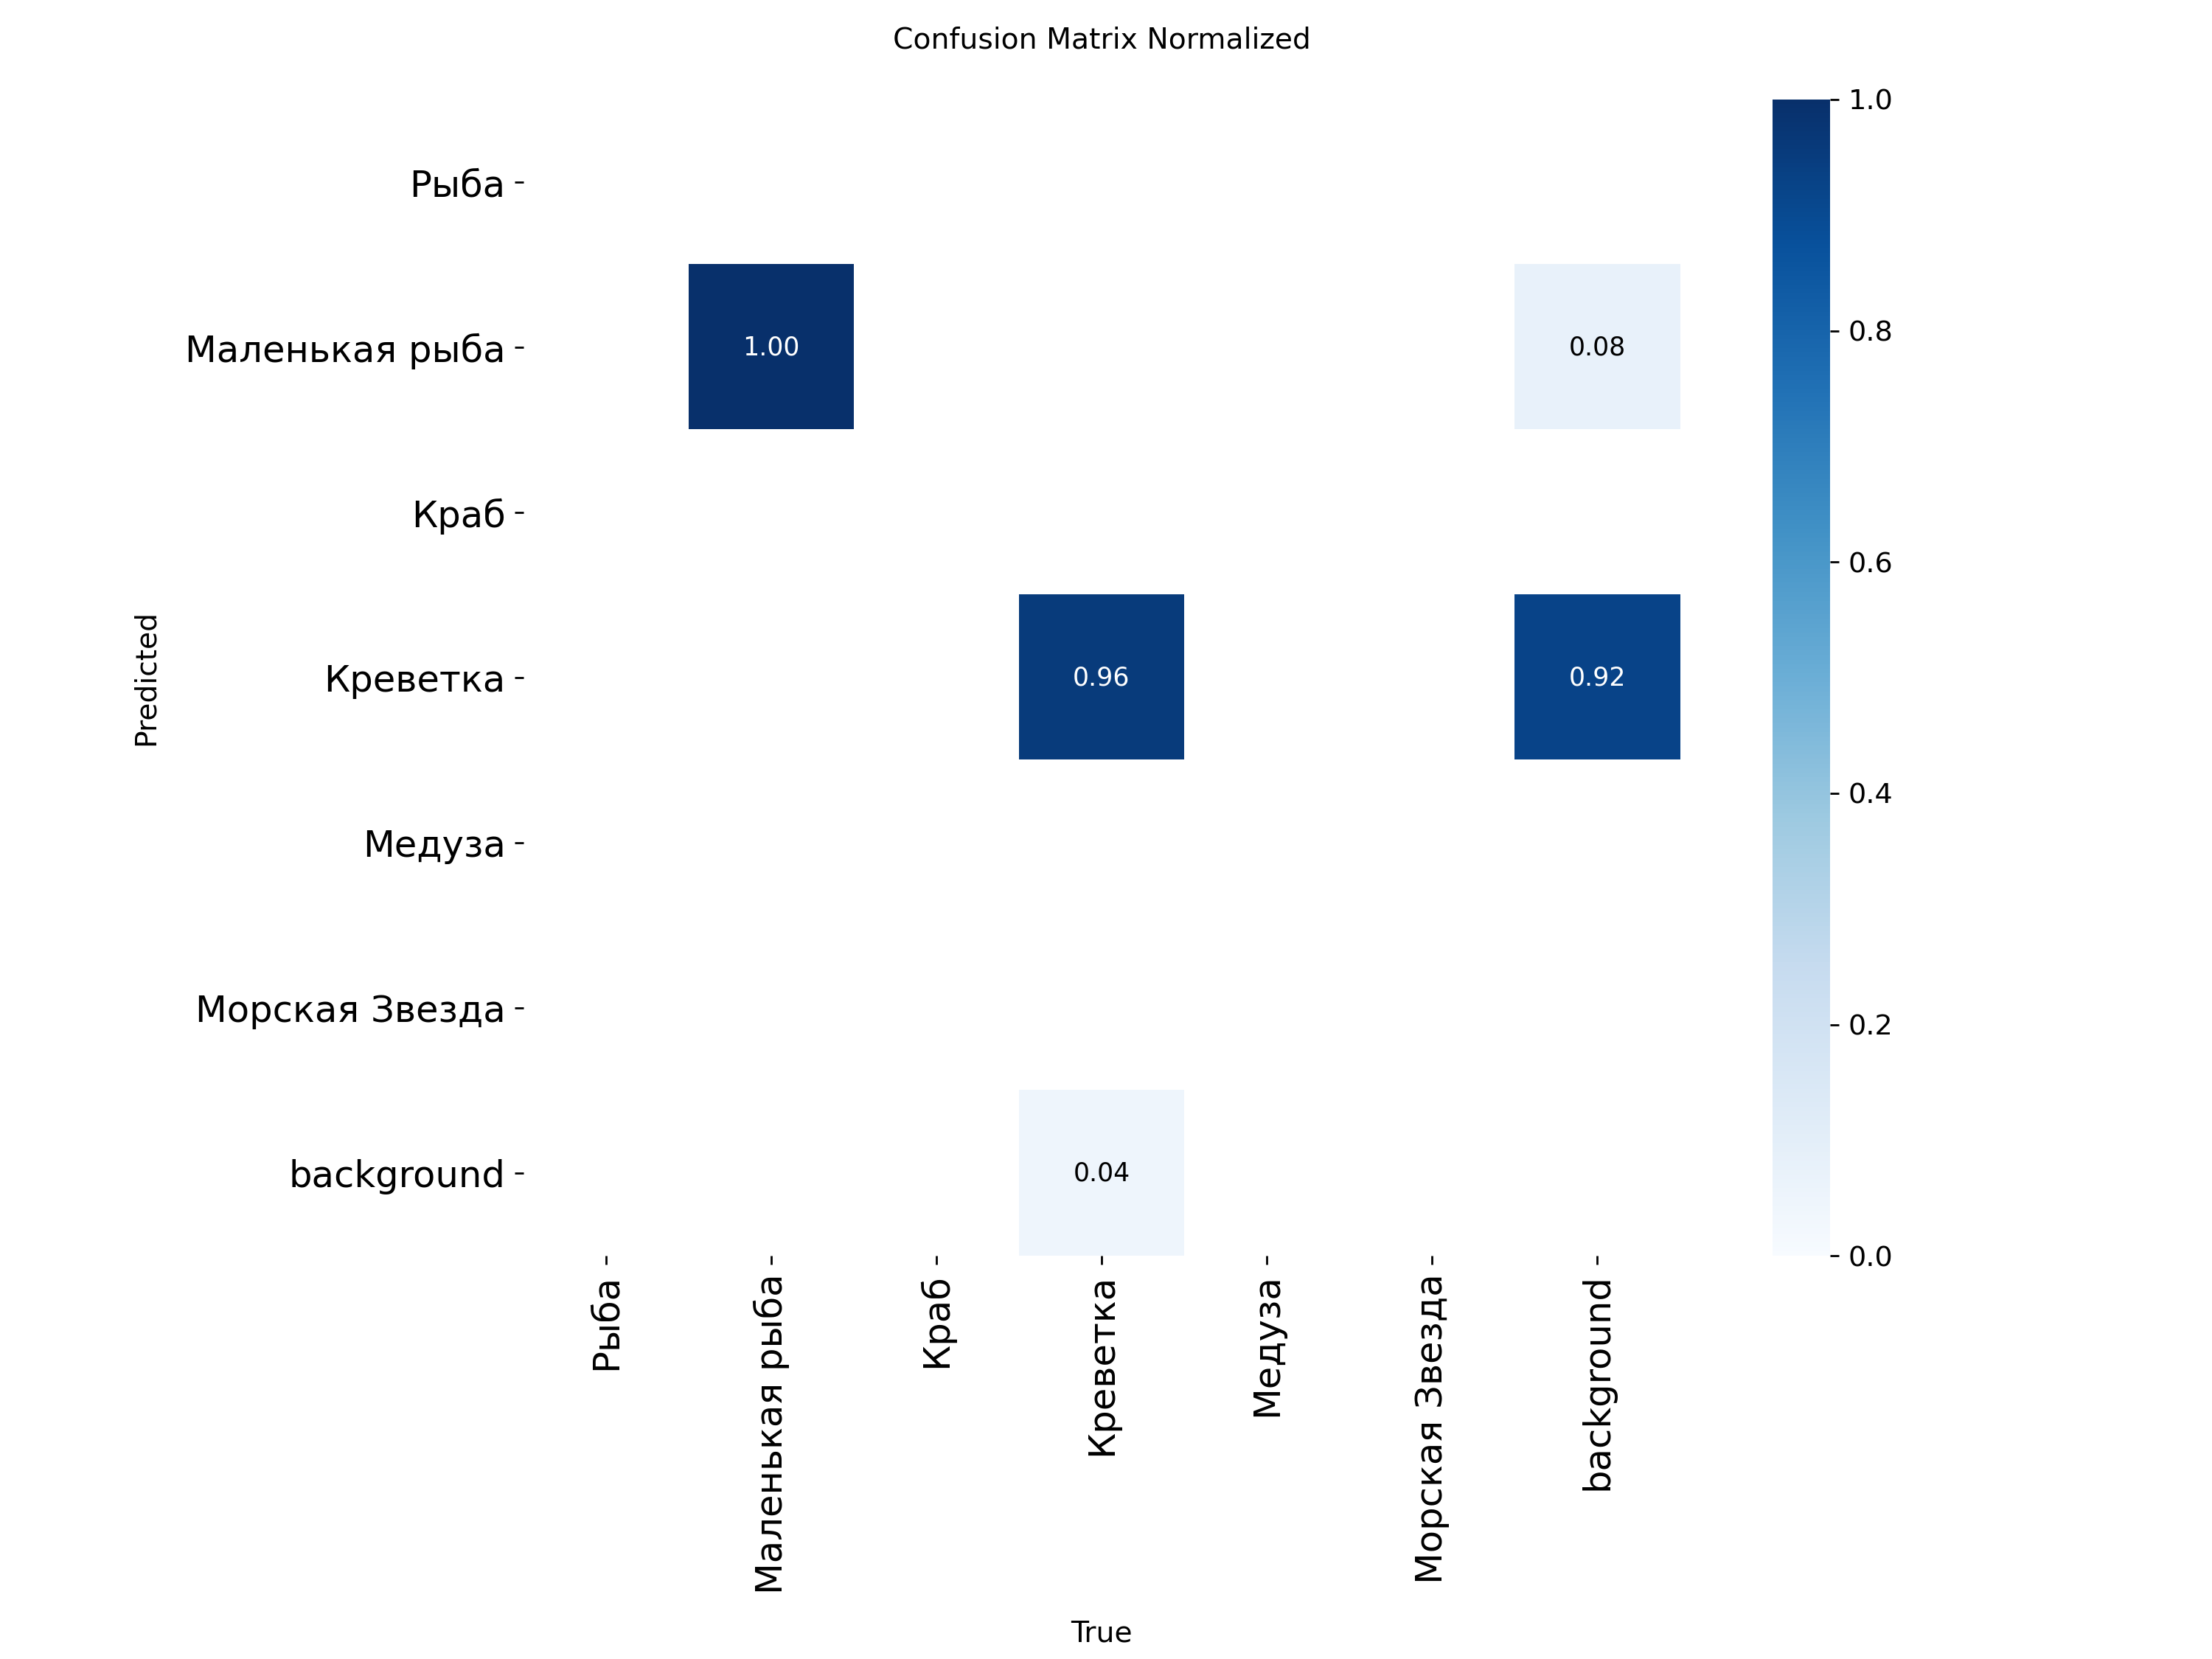 Confusion Matrix Normalized
1.0
Рыба
Маленькая рыба
1.00
0.08
0.8
Краб
0.6
Predicted
Креветка
0.96
0.92
0.4
Медуза
Морская Звезда
0.2
background
0.04
0.0
Рыба
Маленькая рыба
Краб
Креветка
Медуза
Морская Звезда
background
True